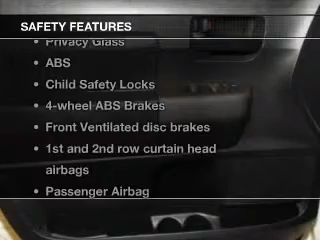 SAFETY FEATURES
• Privacy Glass
• ABS
• Child Safety Locks
• 4-wheel ABS Brakes
• Front Ventilated disc brakes
• 1st and 2nd row curtain head
airbags
• Passenger Airbag